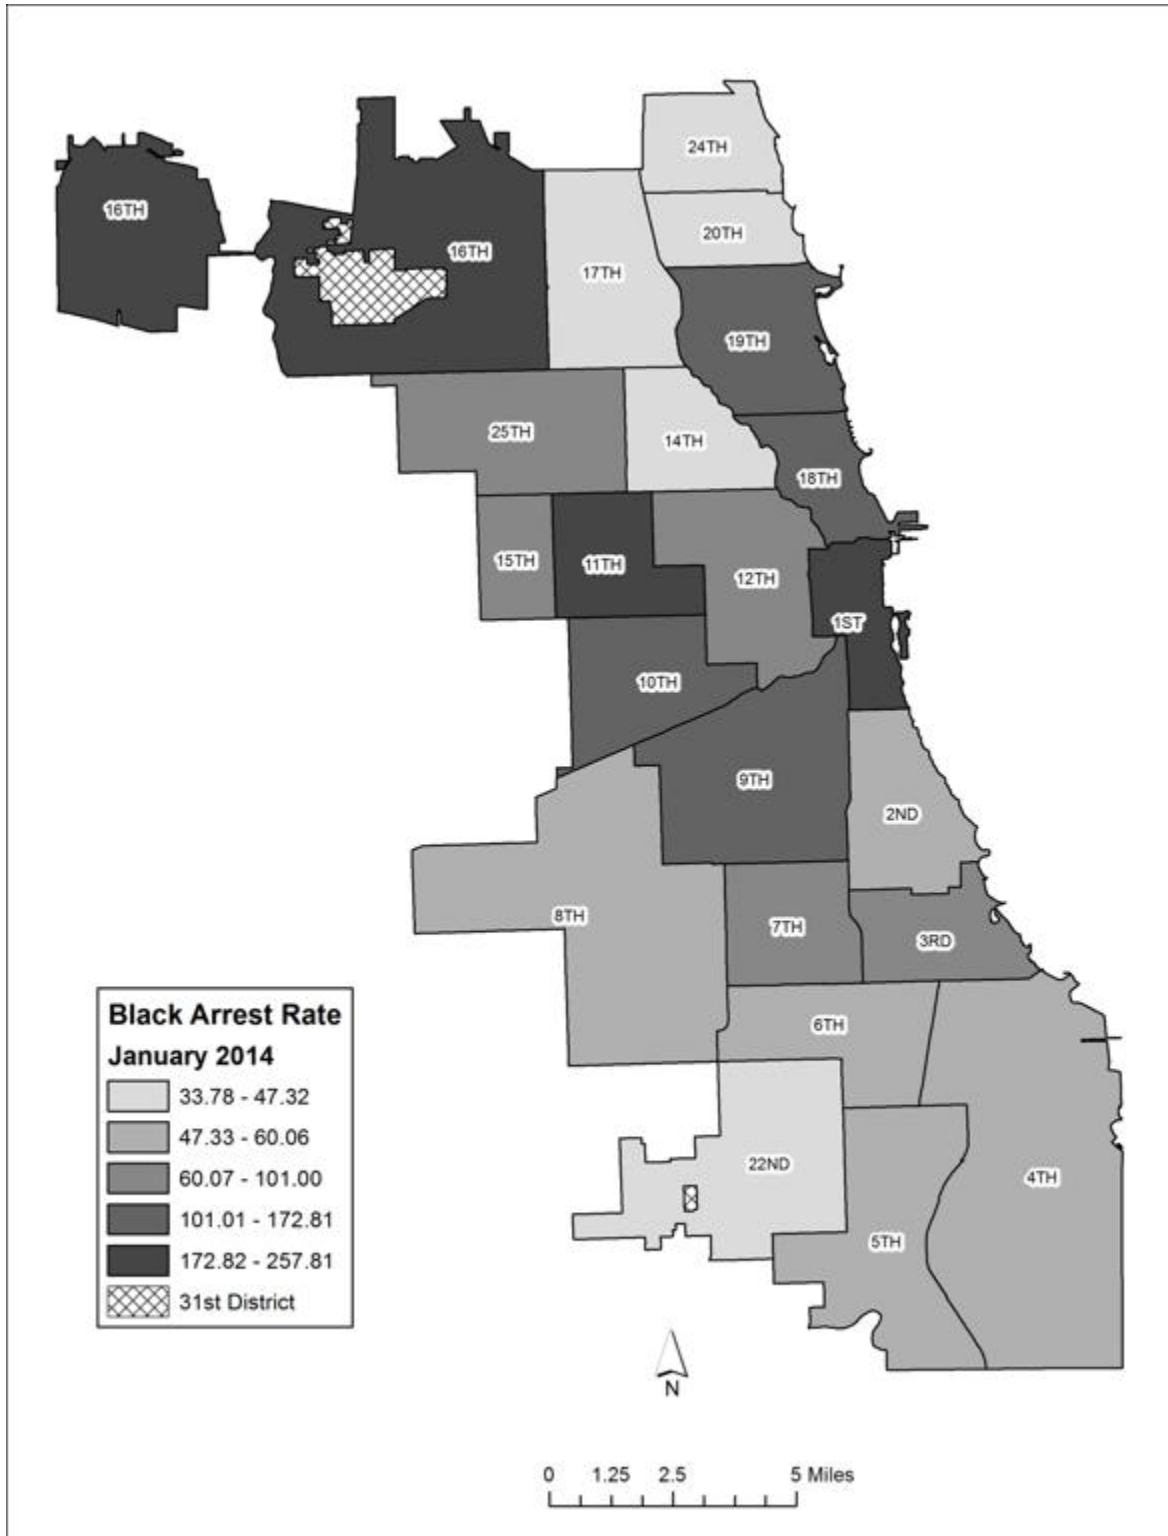 24TH
16TH
20TH
16TH
17TH
19TH
25TH
14TH
18TH
15TH
11TH
12TH
1ST
10TH
9TH
2ND
8TH
7TH
3RD
6TH
22ND
4TH
5TH
Black Arrest Rate
January 2014
33.78 - 47.32
47.33 - 60.06
60.07 - 101.00
101.01 - 172.81
172.82 - 257.81
31st District
N
0 1.25 2.5 5 Miles